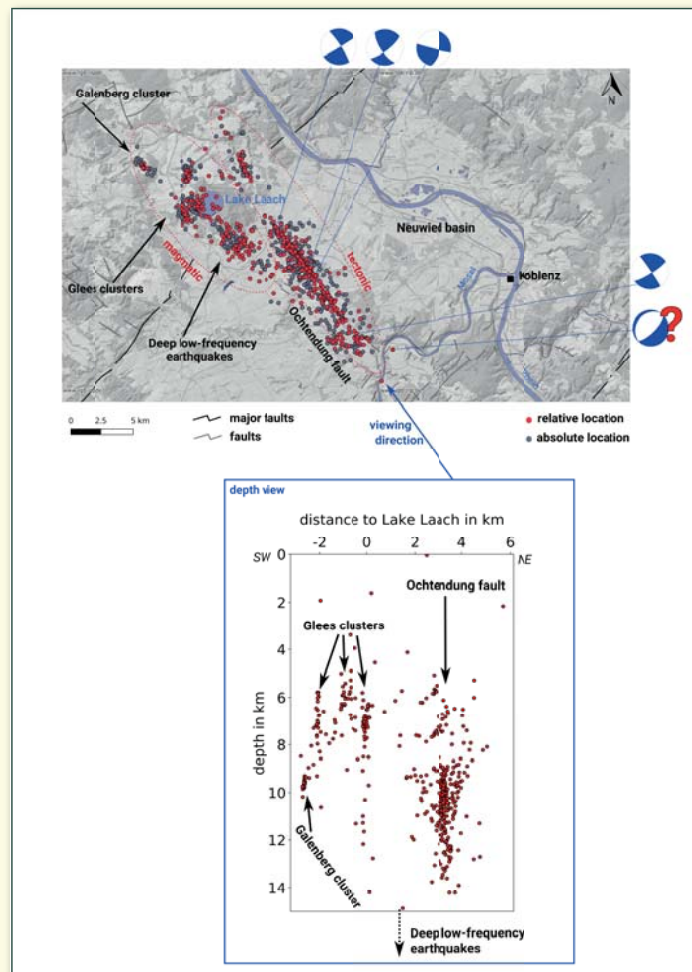 N
Galenberg cluster
Lake Laach
Neuwiel basin
Koblenz
Mosel
magmatic
tectonic
Glees clusters
Deep low-frequency
earthquakes
Ochtendung fault
?
0 2.5 5 km
major faults
faults
viewing
direction
relative location
absolute location
depth view
distance to Lake Laach in km
-2 0 2 4 6
SW
NE
0
2
4
6
8
10
12
14
depth in km
Ochtendung fault
Glees clusters
Galenberg cluster
Deep low-frequency
earthquakes